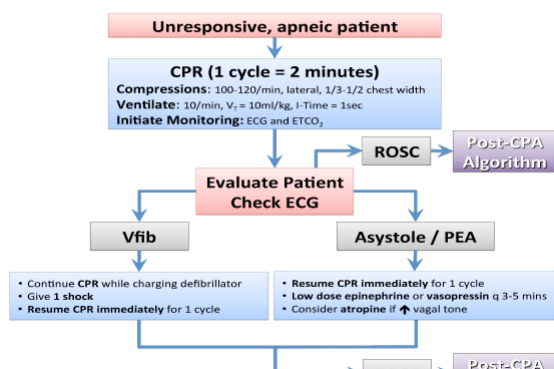 Unresponsive, apneic patient
CPR (1 cycle = 2 minutes)
Compressions: 100-120/min, lateral, 1/3-1/2 chest width
Ventilate: 10/min, VT = 10ml/kg, I-Time = 1sec
Initiate Monitoring: ECG and ETCO2
ROSC
Post-CPA
Algorithm
Evaluate Patient
Check ECG
Vfib
Asystole / PEA
• Continue CPR while charging defibrillator
• Give 1 shock
• Resume CPR immediately for 1 cycle
• Resume CPR immediately for 1 cycle
• Low dose epinephrine or vasopressin q 3-5 mins
• Consider atropine if ↑ vagal tone
Post-CPA